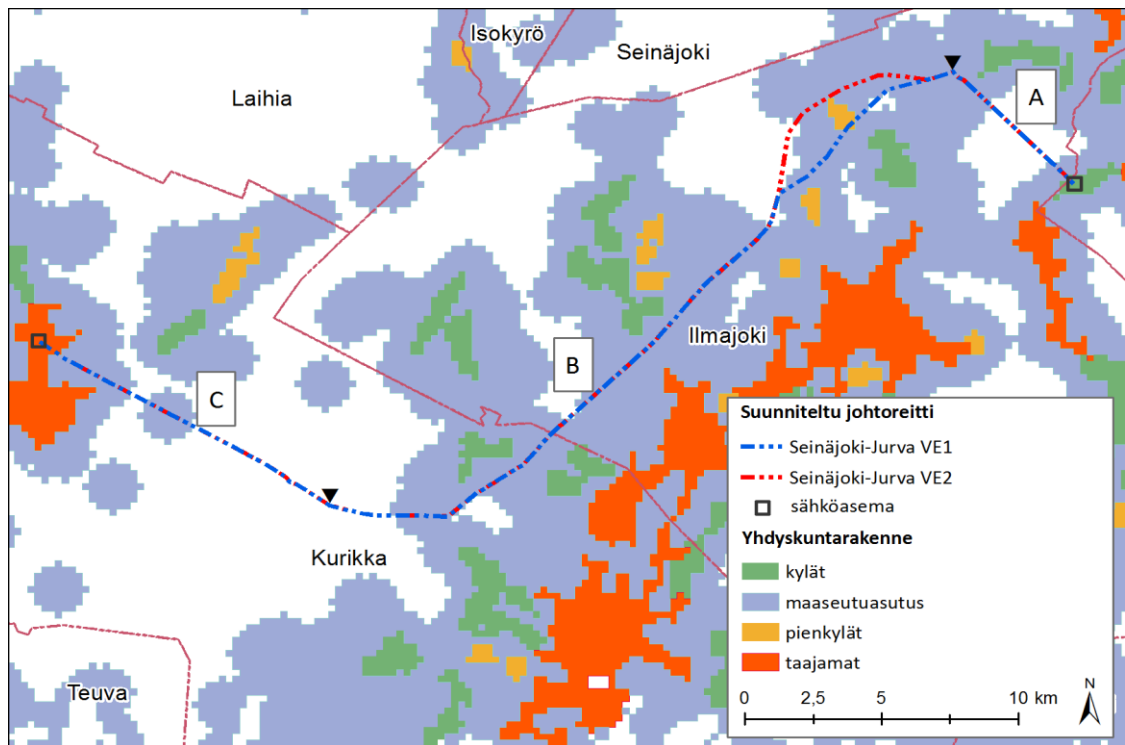 Isokyrö
Seinäjoki
Laihia
A
Ilmajoki
B
C
Kurikka
Teuva
Suunniteltu johtoreitti
Seinäjoki-Jurva VE1
Seinäjoki-Jurva VE2
sähköasema
Yhdyskuntarakenne
kylät
maaseutuasutus
pienkylät
taajamat
0 2,5 5 10 km
N